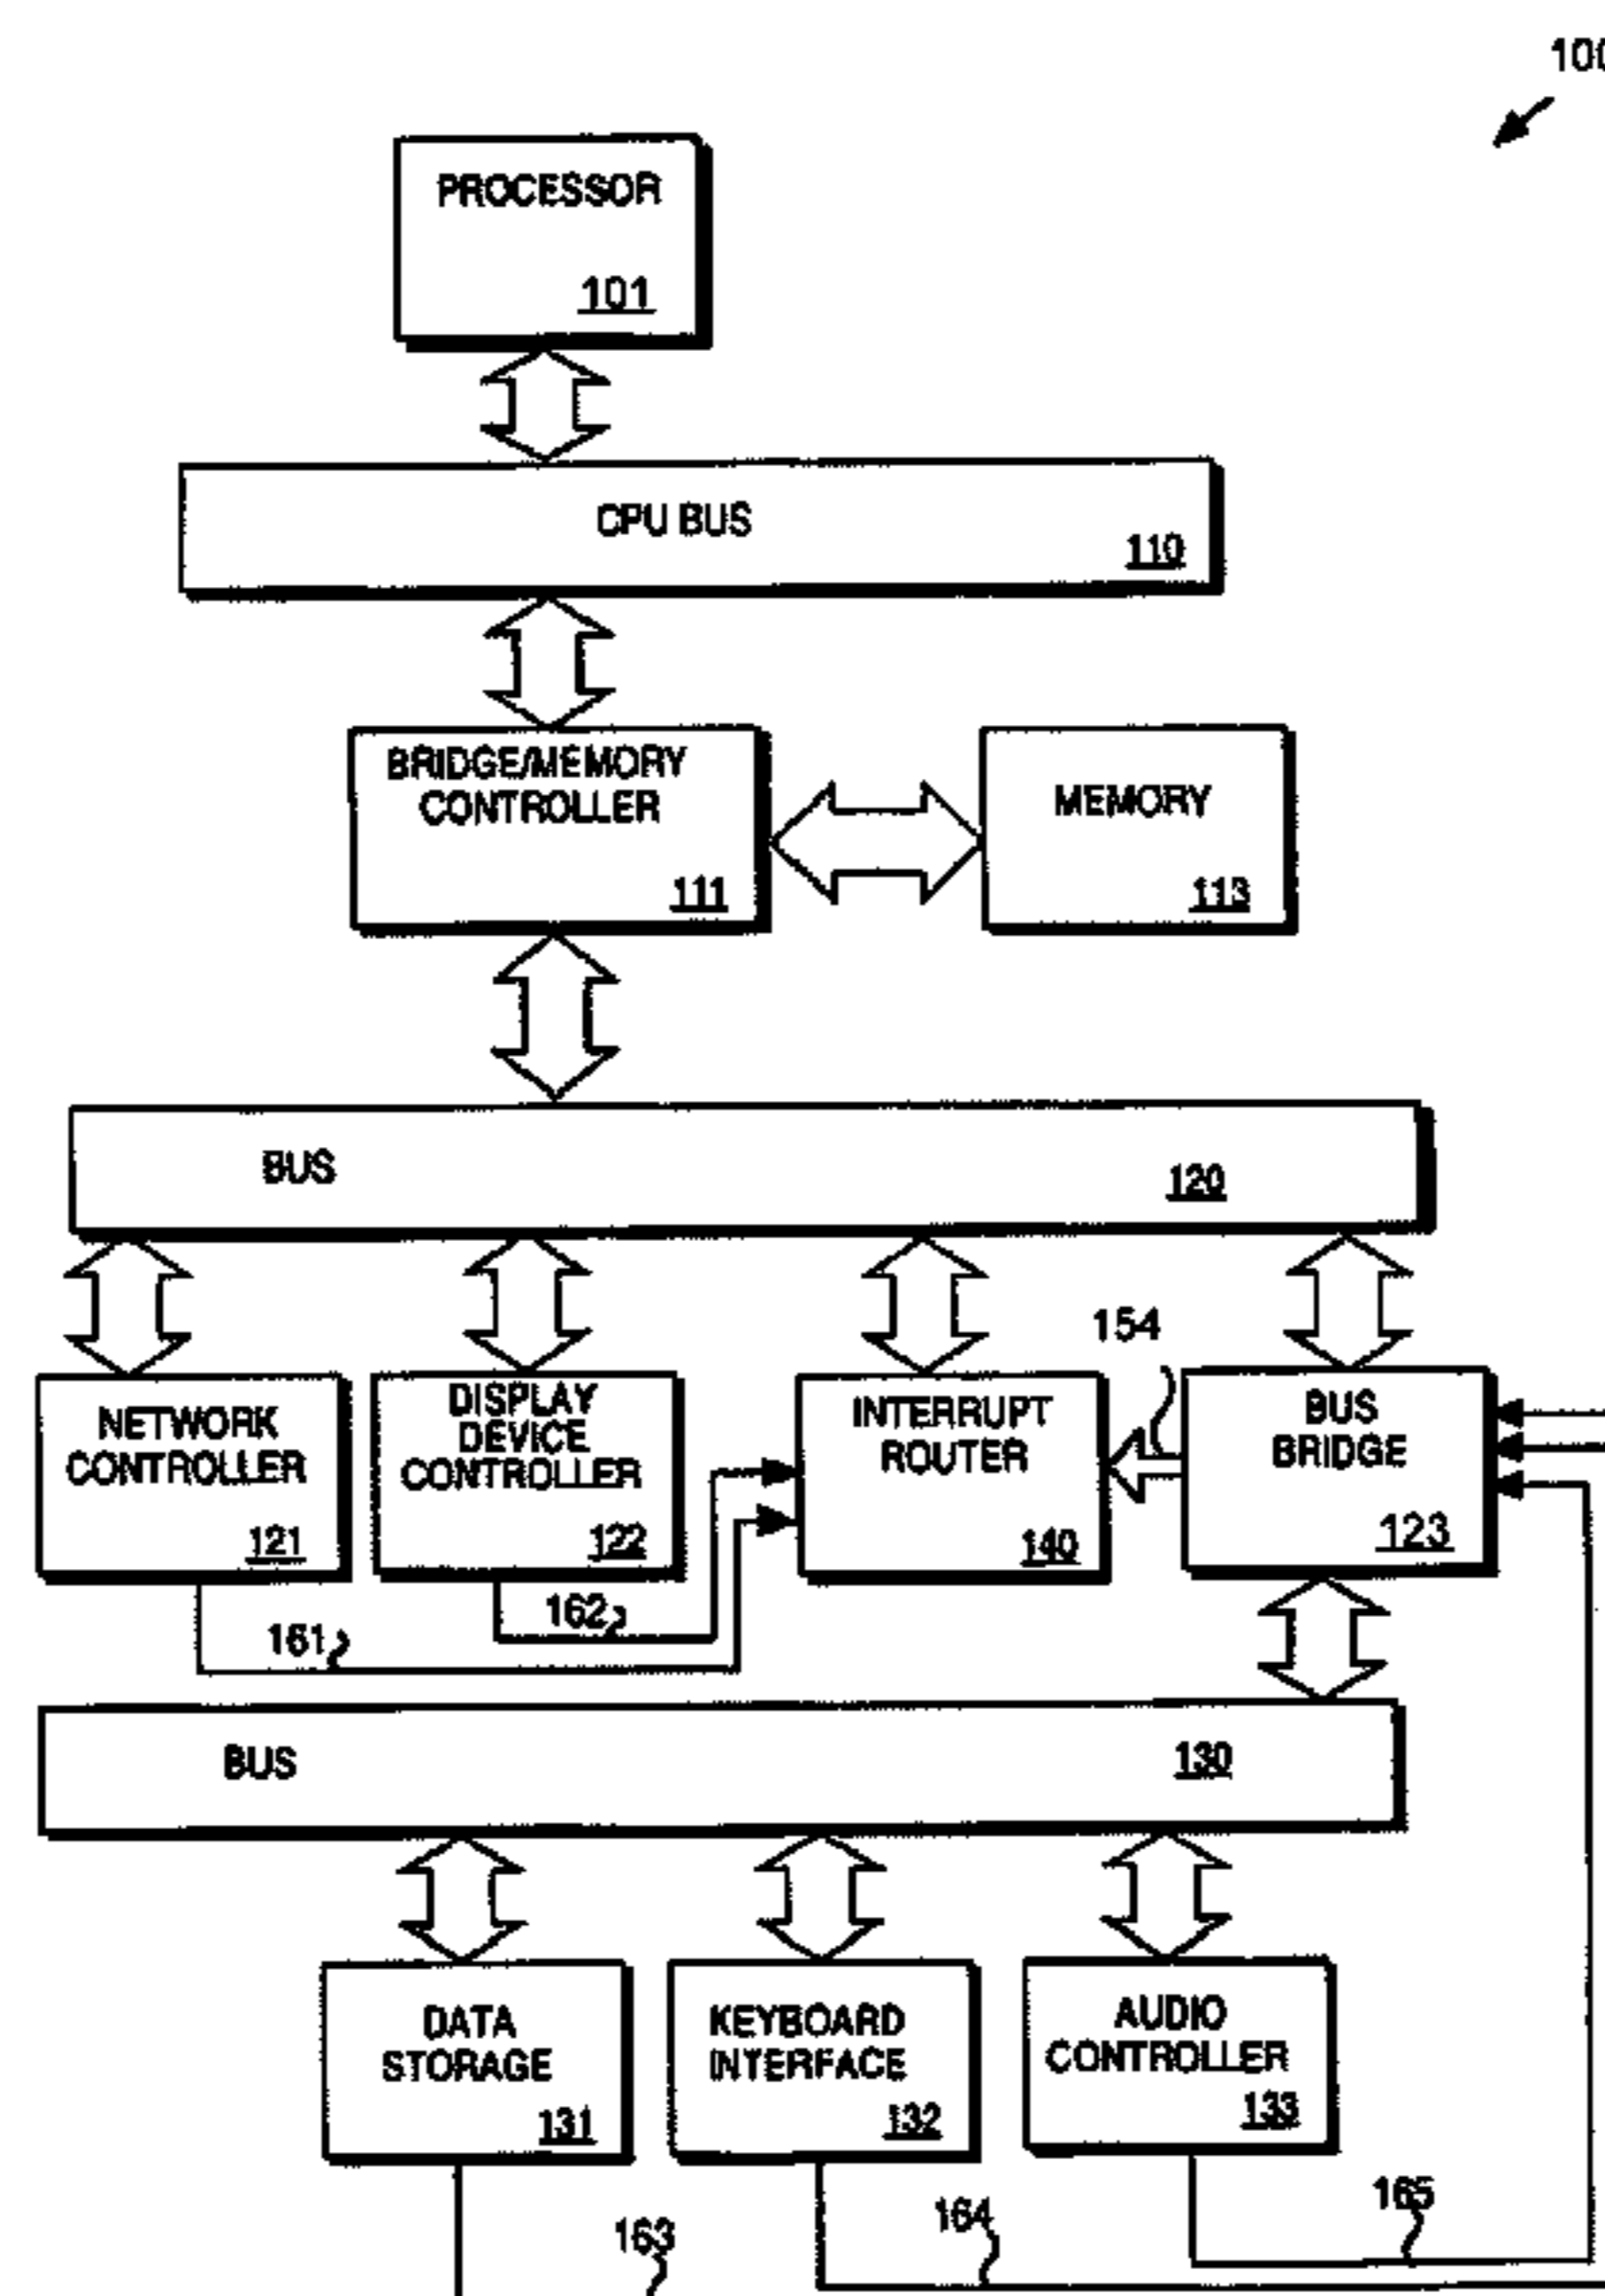 100
PROCESSOR
101
CPU BUS
110
BRIDGE/MEMORY
CONTROLLER
111
MEMORY
113
BUS
120
154
NETWORK
CONTROLLER
121
DISPLAY
DEVICE
CONTROLLER
122
INTERRUPT
ROUTER
140
BUS
BRIDGE
123
162
161
BUS
130
DATA
STORAGE
131
KEYBOARD
INTERFACE
132
AUDIO
CONTROLLER
133
163
164
165